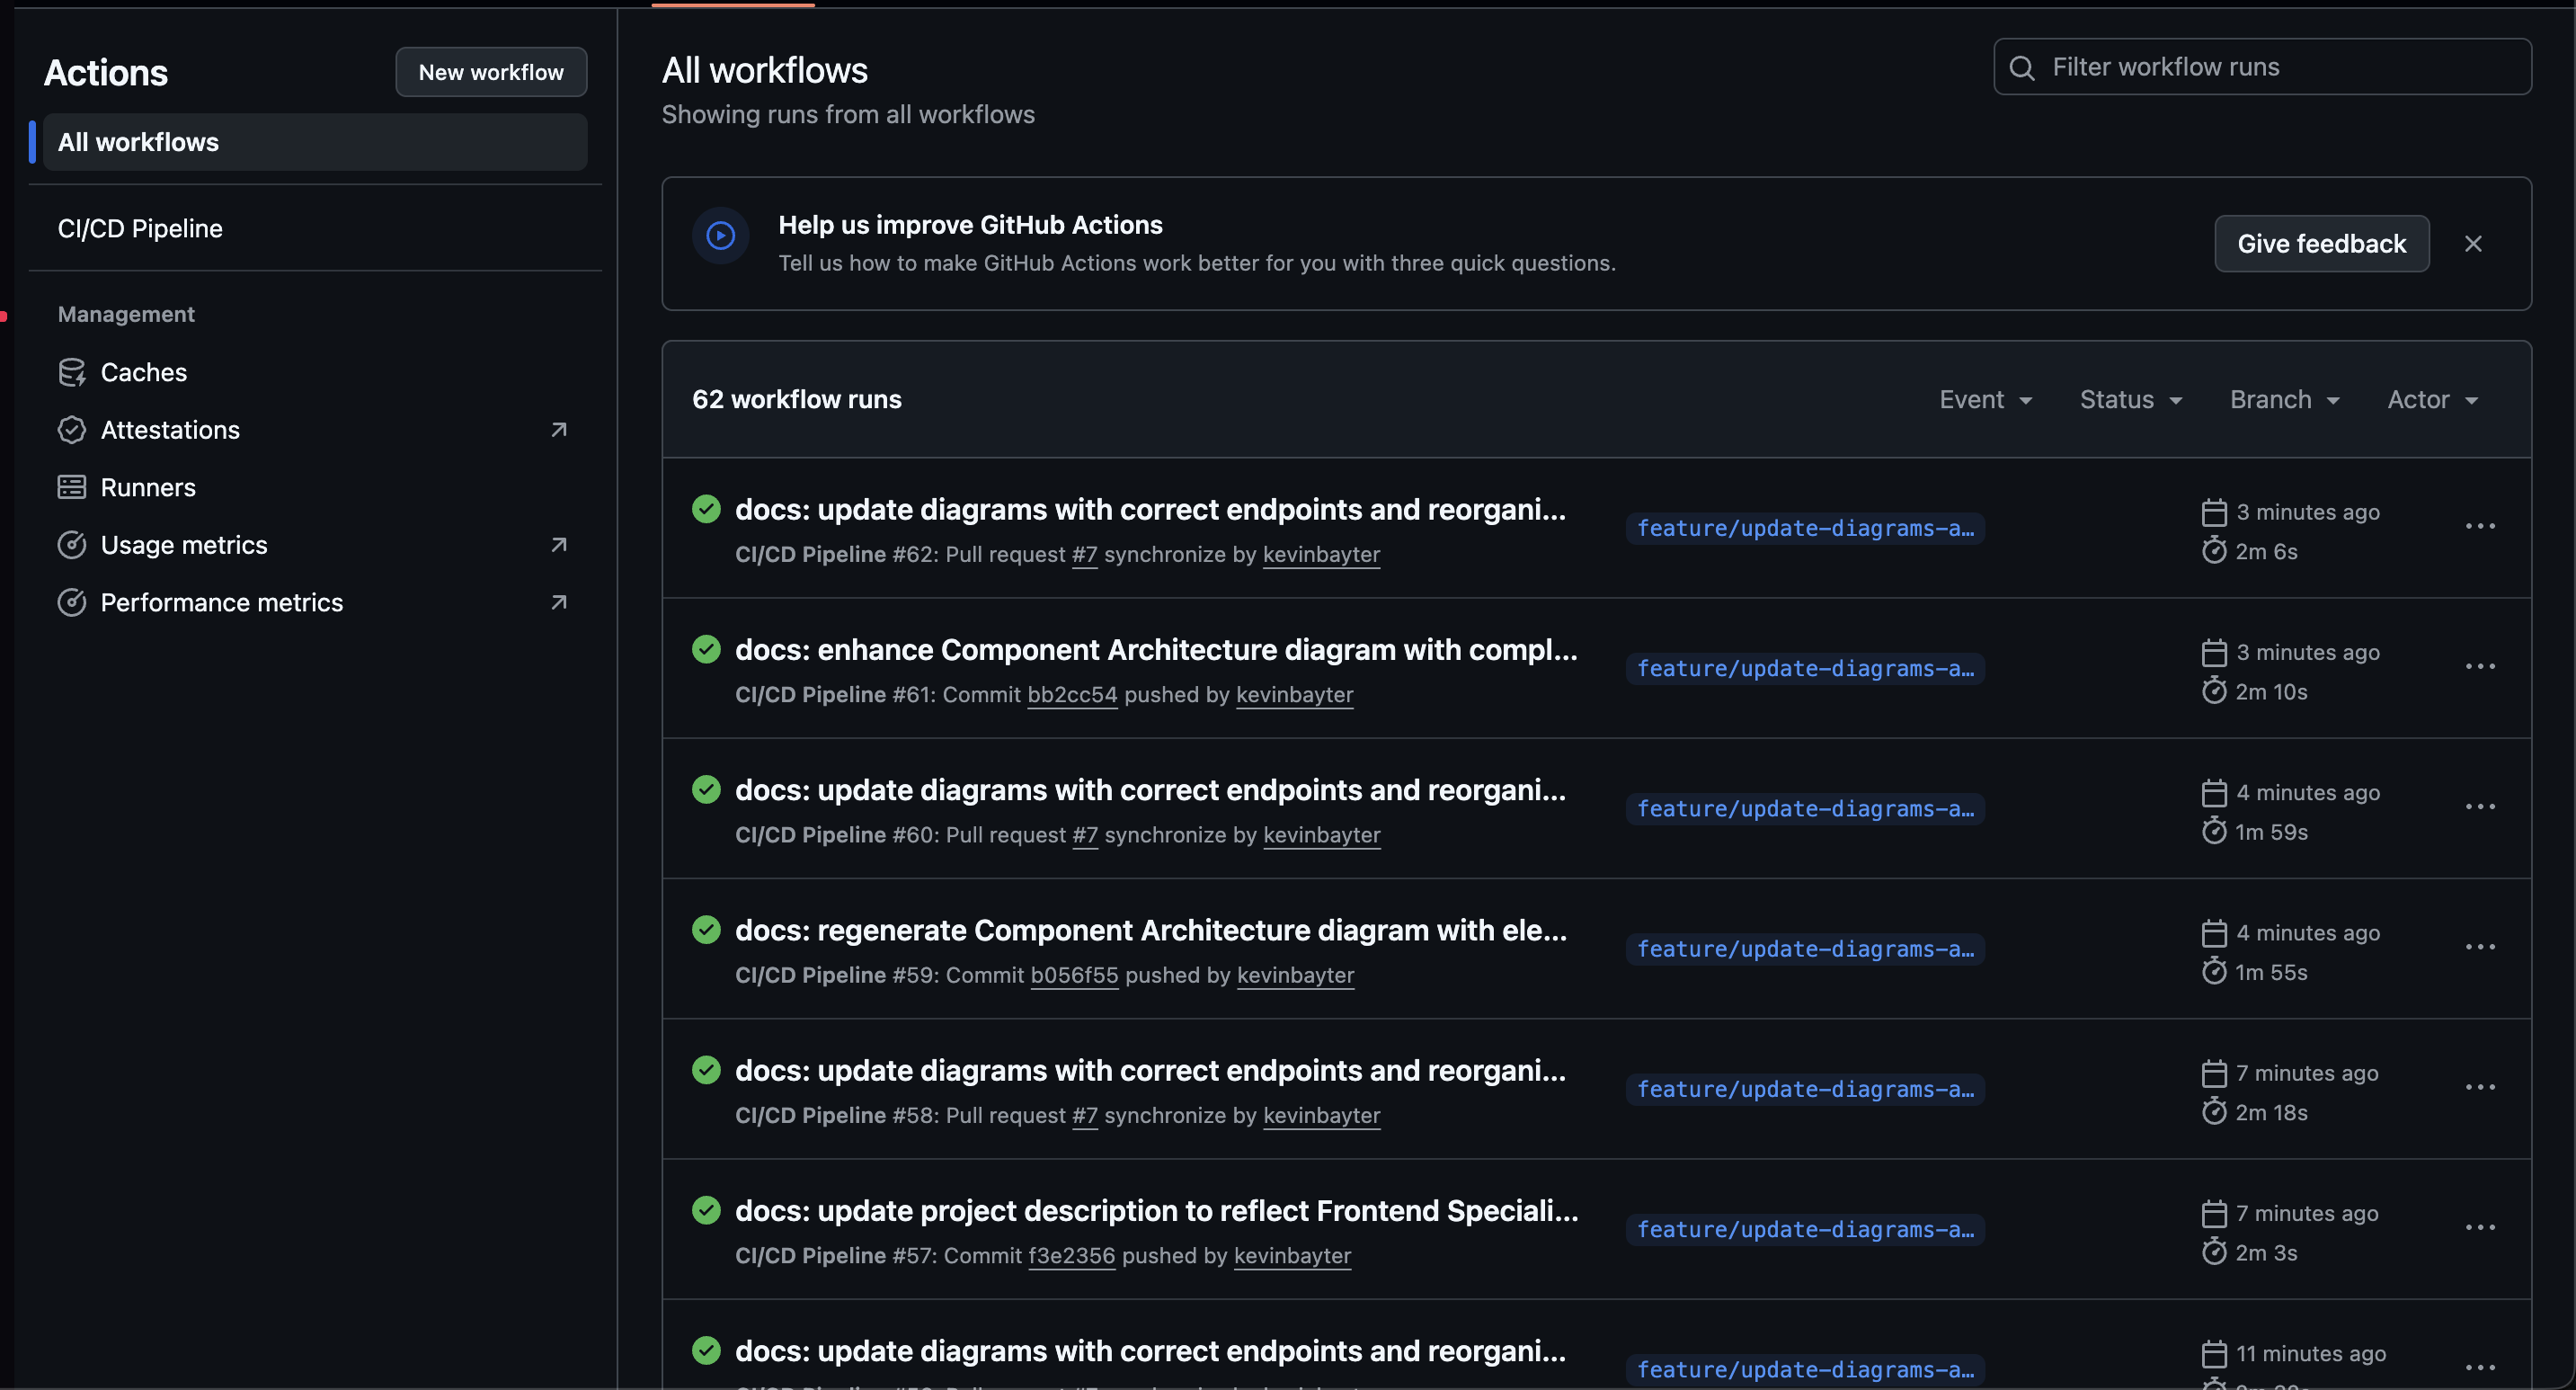 Actions
New workflow
All workflows
CI/CD Pipeline
Management
Caches
Attestations
Runners
Usage metrics
Performance metrics
All workflows
Showing runs from all workflows
Filter workflow runs
Help us improve GitHub Actions
Tell us how to make GitHub Actions work better for you with three quick questions.
Give feedback
62 workflow runs
Event Status Branch Actor
docs: update diagrams with correct endpoints and reorgani...
CI/CD Pipeline #62: Pull request #7 synchronize by kevinbayter
feature/update-diagrams-a...
3 minutes ago
2m 6s
docs: enhance Component Architecture diagram with compl...
CI/CD Pipeline #61: Commit bb2cc54 pushed by kevinbayter
feature/update-diagrams-a...
3 minutes ago
2m 10s
docs: update diagrams with correct endpoints and reorgani...
CI/CD Pipeline #60: Pull request #7 synchronize by kevinbayter
feature/update-diagrams-a...
4 minutes ago
1m 59s
docs: regenerate Component Architecture diagram with ele...
CI/CD Pipeline #59: Commit b056f55 pushed by kevinbayter
feature/update-diagrams-a...
4 minutes ago
1m 55s
docs: update diagrams with correct endpoints and reorgani...
CI/CD Pipeline #58: Pull request #7 synchronize by kevinbayter
feature/update-diagrams-a...
7 minutes ago
2m 18s
docs: update project description to reflect Frontend Speciali...
CI/CD Pipeline #57: Commit f3e2356 pushed by kevinbayter
feature/update-diagrams-a...
7 minutes ago
2m 3s
docs: update diagrams with correct endpoints and reorgani...
feature/update-diagrams-a...
11 minutes ago